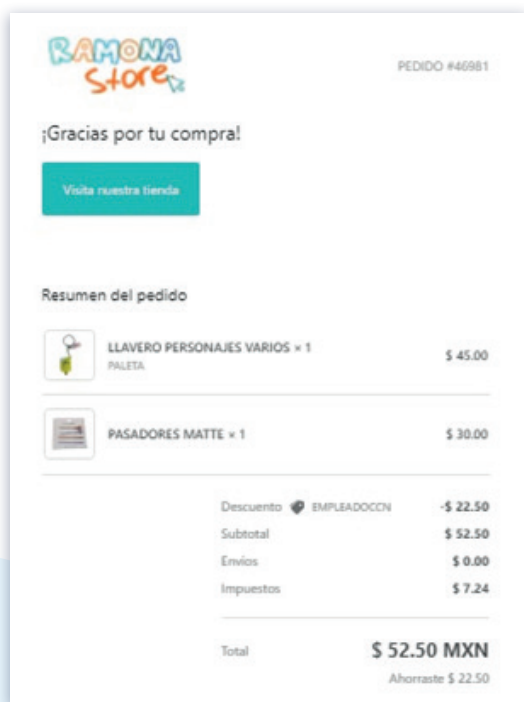 RAMONA
Store
PEDIDO #46981
¡Gracias por tu compra!
Visita nuestra tienda
Resumen del pedido
LLAVERO PERSONAJES VARIOS × 1
PALETA
$ 45.00
PASADORES MATTE × 1
$ 30.00
Descuento EMPLEADOCCN -$ 22.50
Subtotal $ 52.50
Envíos $ 0.00
Impuestos $ 7.24
Total $ 52.50 MXN
Ahorraste $ 22.50